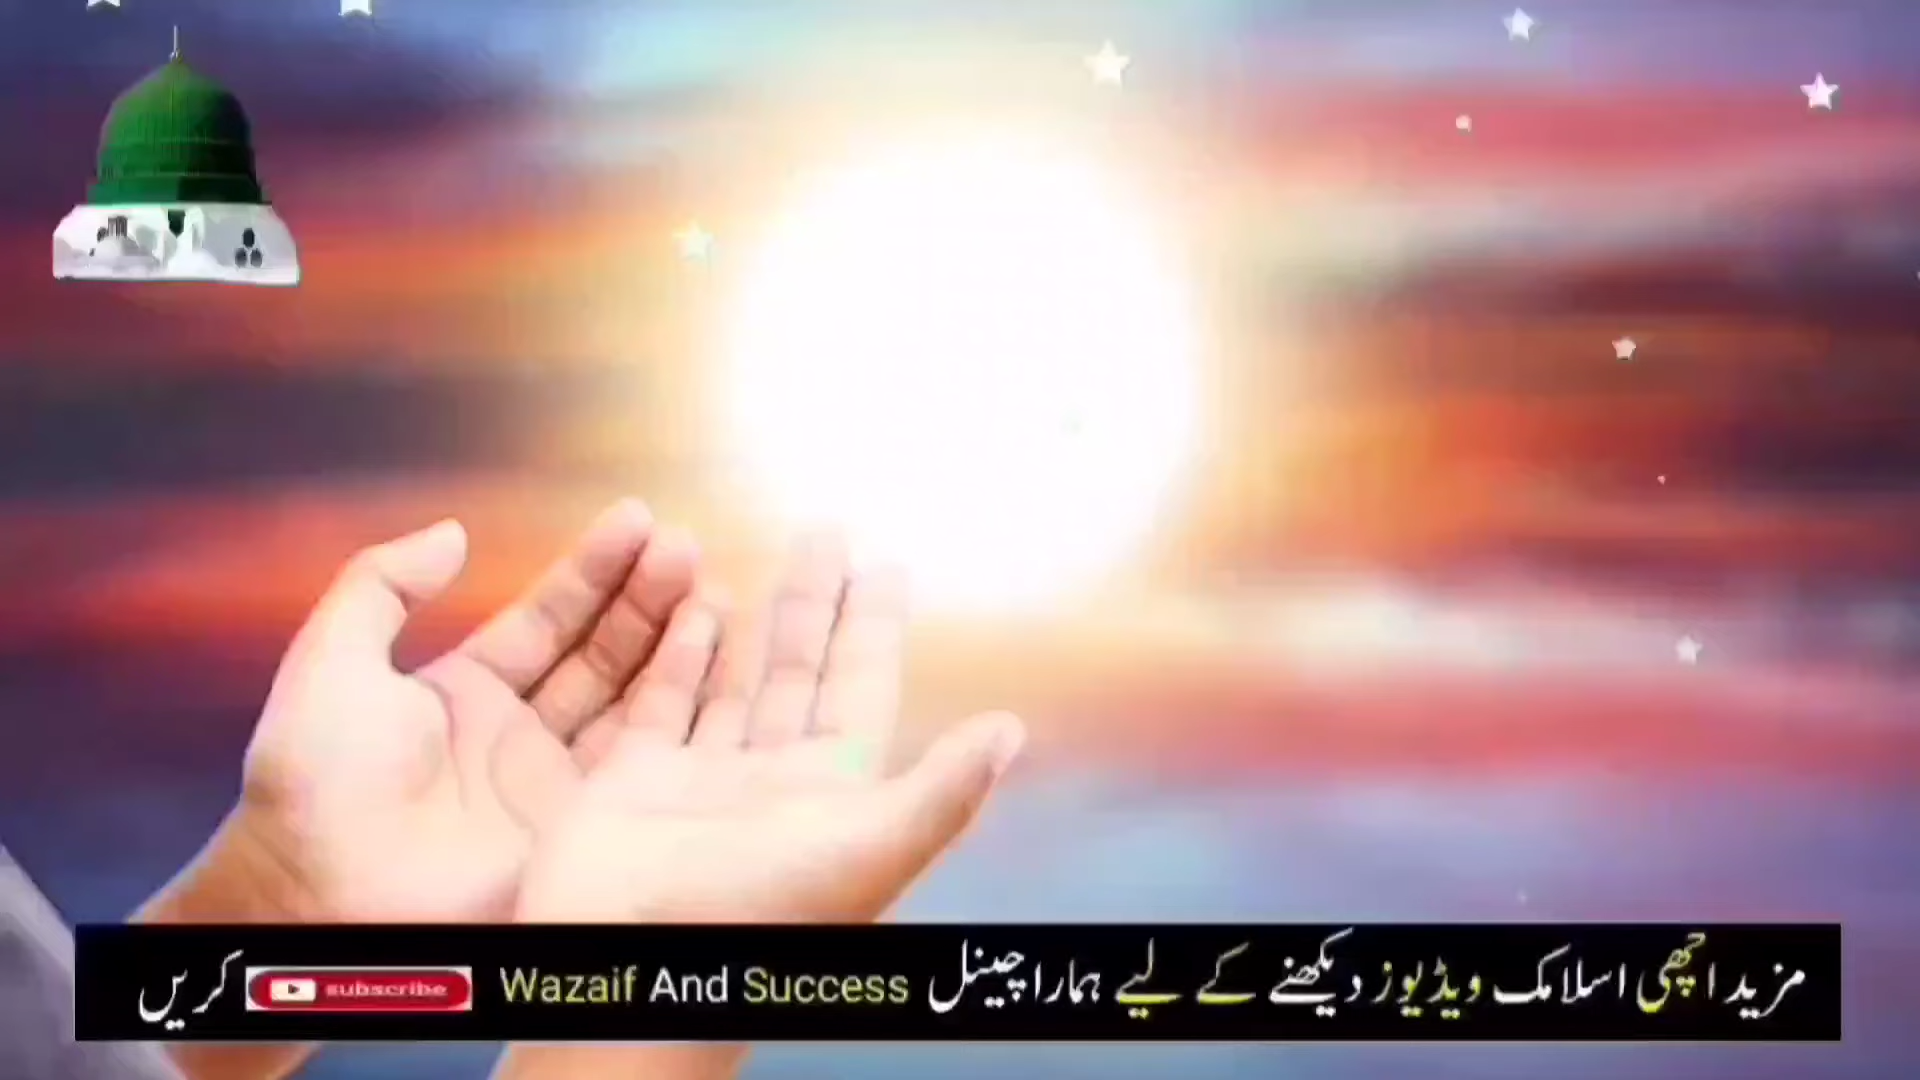 مزید اچھی اسلامک ویڈیوز دیکھنے کے لیے ہمارا چینل Wazaif And Success subscribe کریں